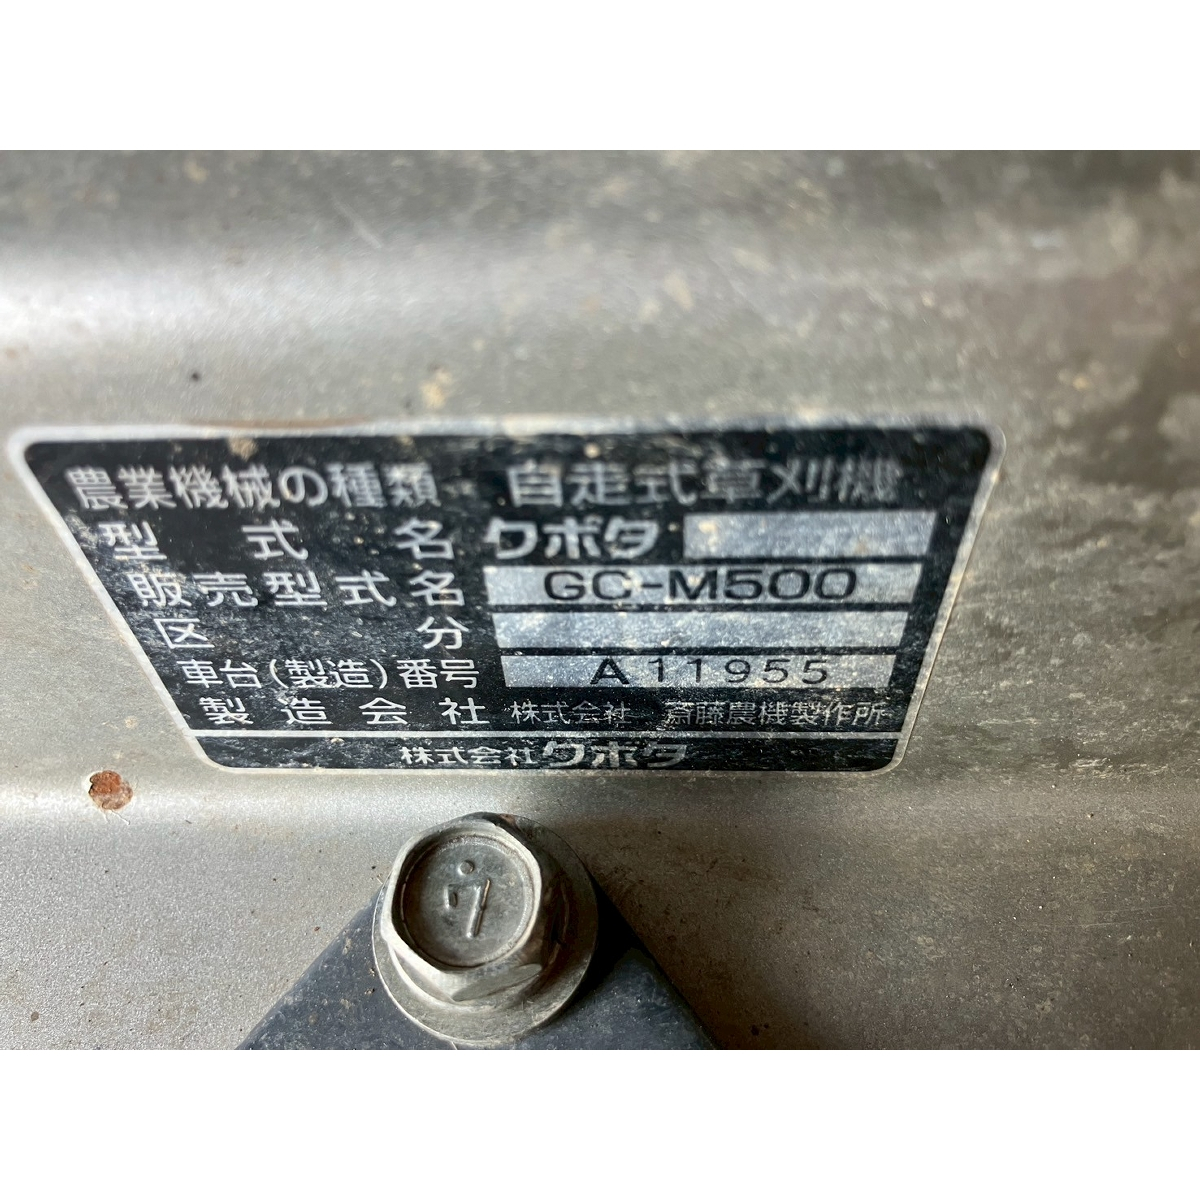 農業機械の種類 自走式草刈機
型式名 クボタ
販売型式名 GC-M500
区分
車台(製造)番号 A11955
製造会社 株式会社 斎藤農機製作所
株式会社クボタ